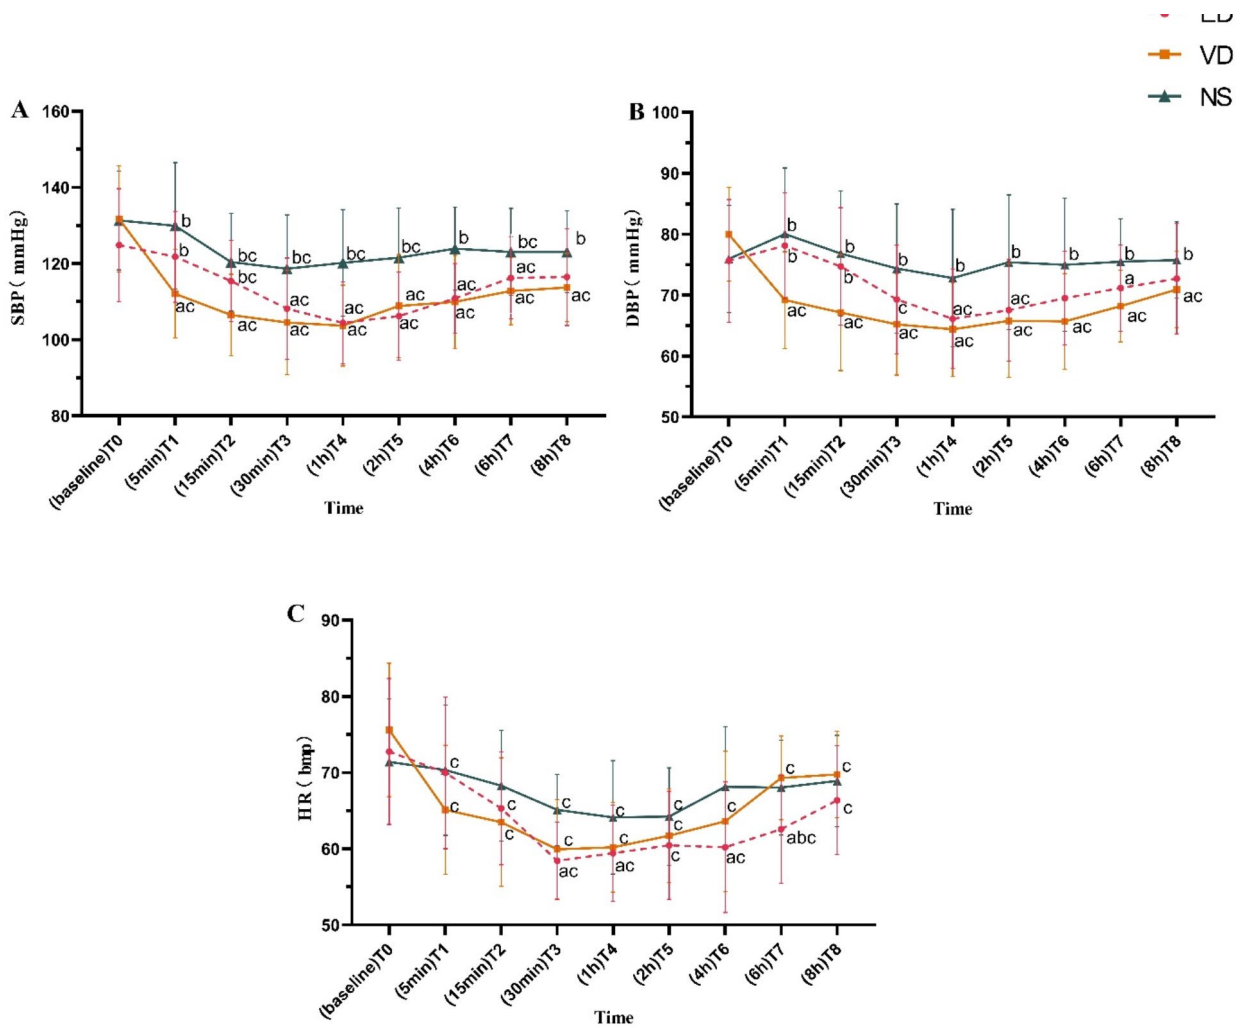 VD
NS
A
160
140
120
100
80
SBP( mmHg)
b
b
bc
bc
bc
ac
ac
bc
ac
ac
bc
ac
ac
b
ac
ac
bc
ac
ac
b
ac
ac
ac
(baseline)T0
(5min)T1
(15min)T2
(30min)T3
(1h)T4
(2h)T5
(4h)T6
(6h)T7
(8h)T8
Time
B
100
90
80
70
60
50
DBP( mmHg)
b
b
ac
b
b
ac
b
c
ac
b
ac
ac
b
ac
ac
b
ac
b
a
ac
b
ac
(baseline)T0
(5min)T1
(15min)T2
(30min)T3
(1h)T4
(2h)T5
(4h)T6
(6h)T7
(8h)T8
Time
C
90
80
70
60
50
HR( bmp)
c
c
c
c
c
c
ac
c
c
ac
c
c
c
c
ac
c
abc
c
c
(baseline)T0
(5min)T1
(15min)T2
(30min)T3
(1h)T4
(2h)T5
(4h)T6
(6h)T7
(8h)T8
Time